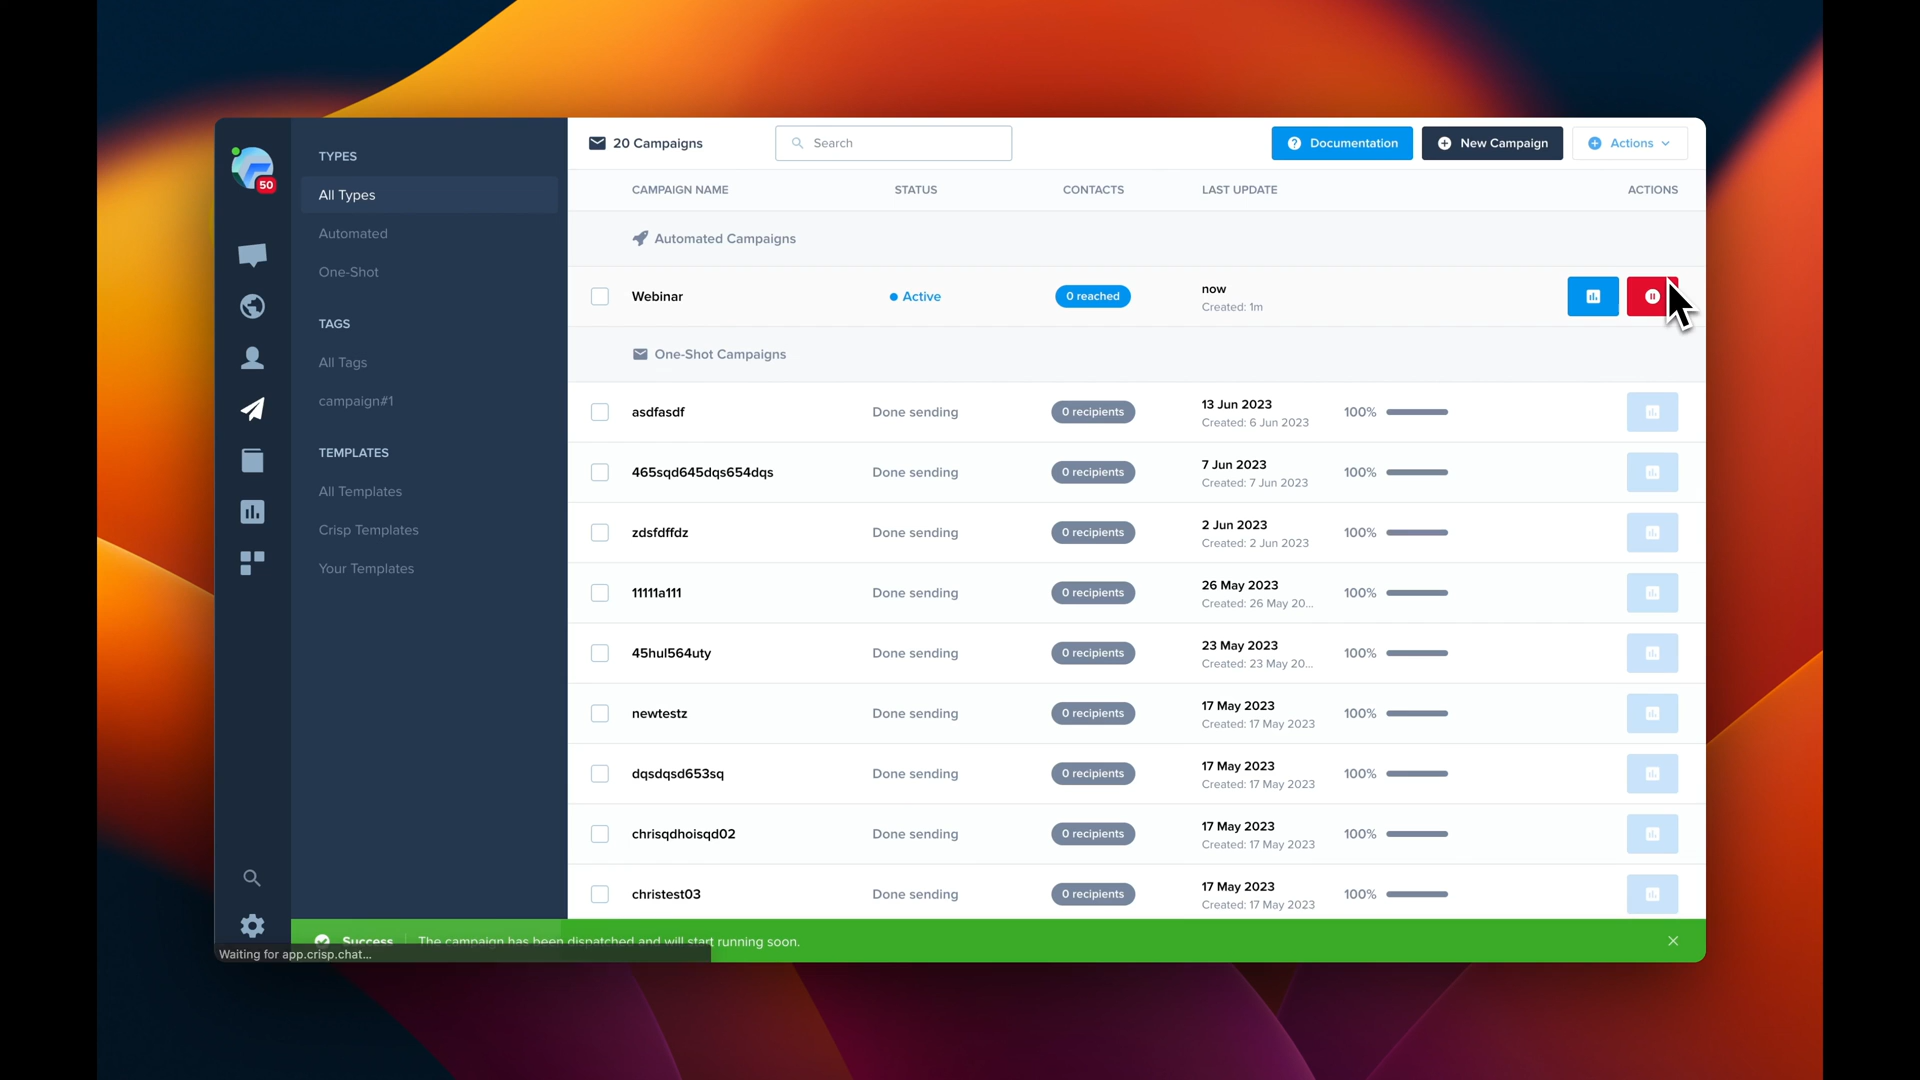 50
TYPES
All Types
Automated
One-Shot
TAGS
All Tags
campaign#1
TEMPLATES
All Templates
Crisp Templates
Your Templates
20 Campaigns
Search
Documentation
New Campaign
Actions
CAMPAIGN NAME STATUS CONTACTS LAST UPDATE ACTIONS
Automated Campaigns
Webinar Active 0 reached now
Created: 1m
One-Shot Campaigns
asdfasdf Done sending 0 recipients 13 Jun 2023 100%
Created: 6 Jun 2023
465sqd645dqs654dqs Done sending 0 recipients 7 Jun 2023 100%
Created: 7 Jun 2023
zdsfdffdz Done sending 0 recipients 2 Jun 2023 100%
Created: 2 Jun 2023
11111a111 Done sending 0 recipients 26 May 2023 100%
Created: 26 May 20...
45hul564uty Done sending 0 recipients 23 May 2023 100%
Created: 23 May 20...
newtestz Done sending 0 recipients 17 May 2023 100%
Created: 17 May 2023
dqsdqsd653sq Done sending 0 recipients 17 May 2023 100%
Created: 17 May 2023
chrisqdhoisqd02 Done sending 0 recipients 17 May 2023 100%
Created: 17 May 2023
christest03 Done sending 0 recipients 17 May 2023 100%
Created: 17 May 2023
Success The campaign has been dispatched and will start running soon.
Waiting for app.crisp.chat...